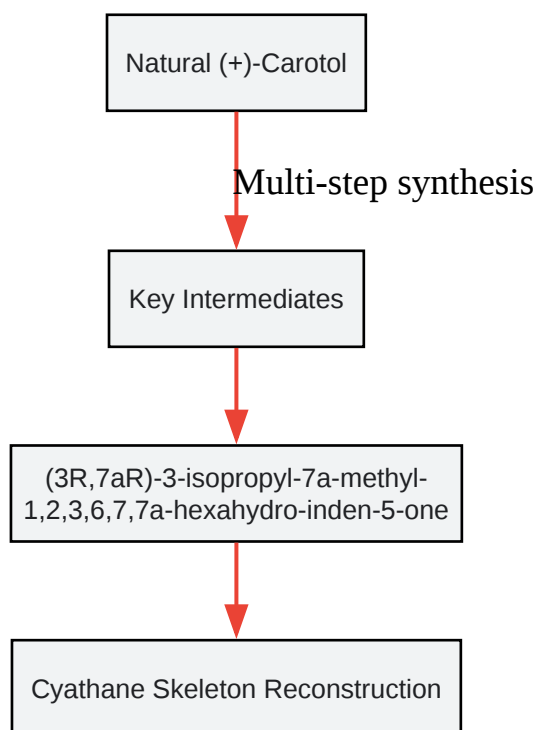 Natural (+)-Carotol
Multi-step synthesis
Key Intermediates
(3R,7aR)-3-isopropyl-7a-methyl-
1,2,3,6,7,7a-hexahydro-inden-5-one
Cyathane Skeleton Reconstruction